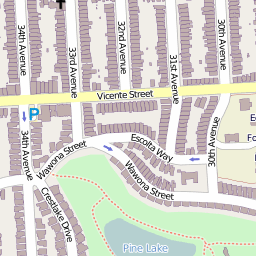 34th Avenue
33rd Avenue
32nd Avenue
31st Avenue
30th Avenue
Vicente Street
P
34th Avenue
Wawona Street
Escolta Way
Wawona Street
30th Avenue
Crestlake Drive
Pine Lake